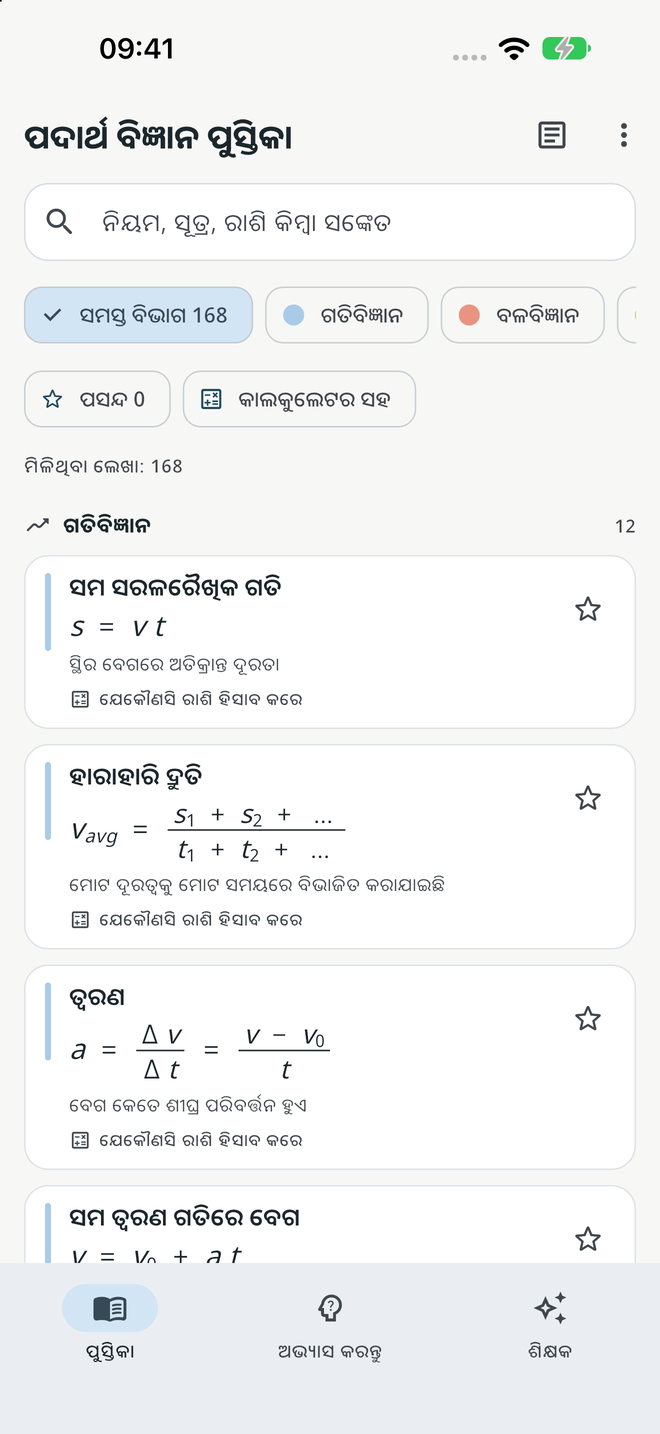 09:41
ପଦାର୍ଥ ବିଜ୍ଞାନ ପୁସ୍ତିକା
ନିୟମ, ସୂତ୍ର, ରାଶି କିମ୍ବା ସଙ୍କେତ
ସମସ୍ତ ବିଭାଗ 168 ଗତିବିଜ୍ଞାନ ବଳବିଜ୍ଞାନ
ପସନ୍ଦ 0 କାଲକୁଲେଟର ସହ
ମିଳିଥିବା ଲେଖା: 168
ଗତିବିଜ୍ଞାନ 12
ସମ ସରଳରୈଖିକ ଗତି
s = v t
ସ୍ଥିର ବେଗରେ ଅତିକ୍ରାନ୍ତ ଦୂରତା
ଯେକୌଣସି ରାଶି ହିସାବ କରେ
ହାରାହାରି ଦ୍ରୁତି
v_avg = (s₁ + s₂ + ...) / (t₁ + t₂ + ...)
ମୋଟ ଦୂରତ୍ୱକୁ ମୋଟ ସମୟରେ ବିଭାଜିତ କରାଯାଇଛି
ଯେକୌଣସି ରାଶି ହିସାବ କରେ
ତ୍ୱରଣ
a = Δ v / Δ t = (v − v₀) / t
ବେଗ କେତେ ଶୀଘ୍ର ପରିବର୍ତ୍ତନ ହୁଏ
ଯେକୌଣସି ରାଶି ହିସାବ କରେ
ସମ ତ୍ୱରଣ ଗତିରେ ବେଗ
v = v₀ + a t
ପୁସ୍ତିକା ଅଭ୍ୟାସ କରନ୍ତୁ ଶିକ୍ଷକ